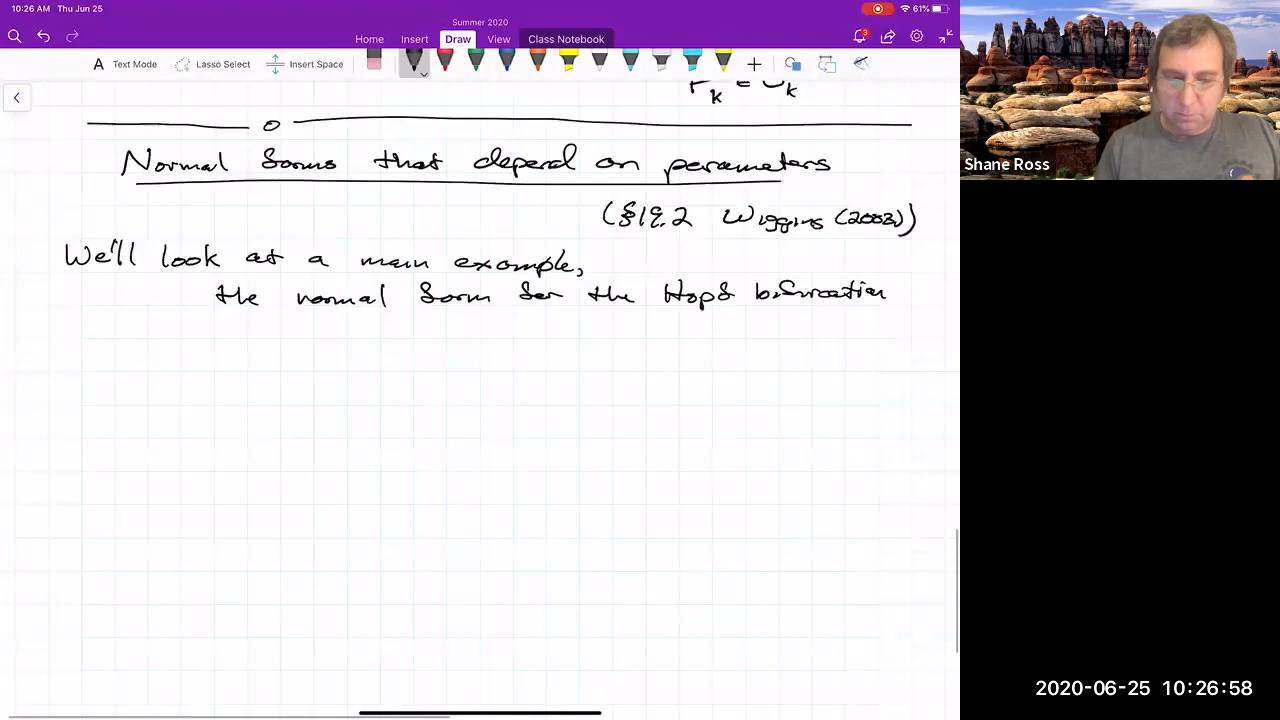 10:26 AM Thu Jun 25
61%
Summer 2020
Home Insert Draw View Class Notebook
3
A Text Mode Lasso Select Insert Space
k k
Normal forms that depend on parameters
(§19.2 Wiggins (2003))
We'll look at a main example,
the normal form for the Hopf bifurcation
Shane Ross
2020-06-25 10:26:58